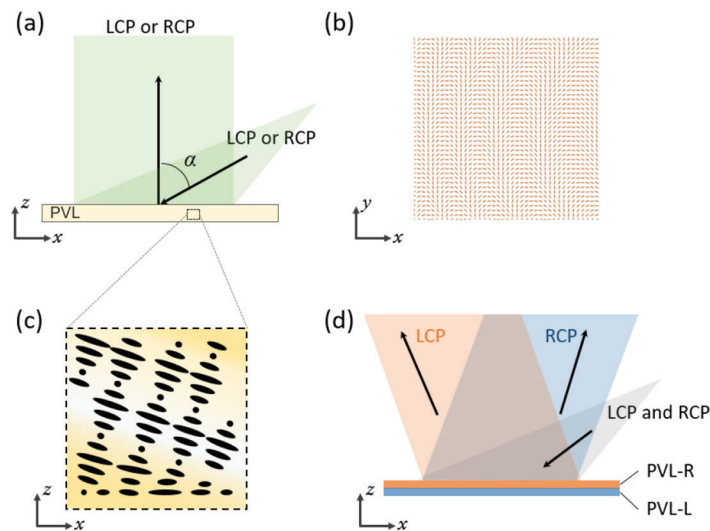 (a)
LCP or RCP
LCP or RCP
α
z
PVL
x
(b)
y
x
(c)
z
x
(d)
LCP
RCP
LCP and RCP
PVL-R
PVL-L
z
x